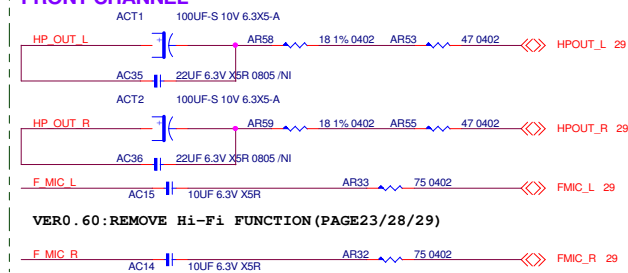 FRONT CHANNEL
ACT1 100UF-S 10V 6.3X5-A
HP_OUT_L AR58 18 1% 0402 AR53 47 0402 HPOUT_L 29
AC35 22UF 6.3V X5R 0805 /NI
ACT2 100UF-S 10V 6.3X5-A
HP_OUT_R AR59 18 1% 0402 AR55 47 0402 HPOUT_R 29
AC36 22UF 6.3V X5R 0805 /NI
F_MIC_L AC15 10UF 6.3V X5R AR33 75 0402 FMIC_L 29
VER0.60:REMOVE Hi-Fi FUNCTION(PAGE23/28/29)
F_MIC_R AC14 10UF 6.3V X5R AR32 75 0402 FMIC_R 29